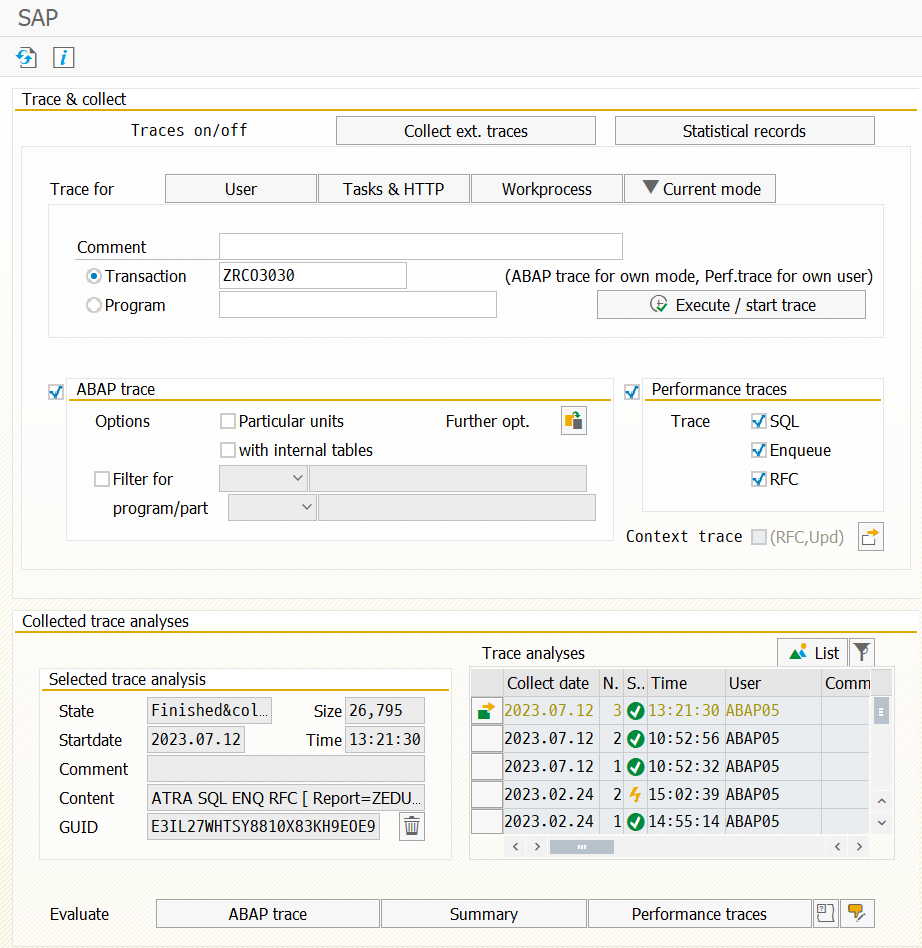 SAP
Trace & collect
Traces on/off Collect ext. traces Statistical records
Trace for User Tasks & HTTP Workprocess Current mode
Comment
Transaction ZRCO3030 (ABAP trace for own mode, Perf.trace for own user)
Program Execute / start trace
ABAP trace Performance traces
Options Particular units Further opt. Trace SQL
with internal tables Enqueue
Filter for RFC
program/part
Context trace (RFC,Upd)
Collected trace analyses
Trace analyses List
Selected trace analysis
Collect date N. S.. Time User Comm
State Finished&col... Size 26,795
2023.07.12 3 13:21:30 ABAP05
Startdate 2023.07.12 Time 13:21:30
2023.07.12 2 10:52:56 ABAP05
Comment
2023.07.12 1 10:52:32 ABAP05
Content ATRA SQL ENQ RFC [ Report=ZEDU...
2023.02.24 2 15:02:39 ABAP05
GUID E3IL27WHTSY8810X83KH9EOE9
2023.02.24 1 14:55:14 ABAP05
Evaluate ABAP trace Summary Performance traces